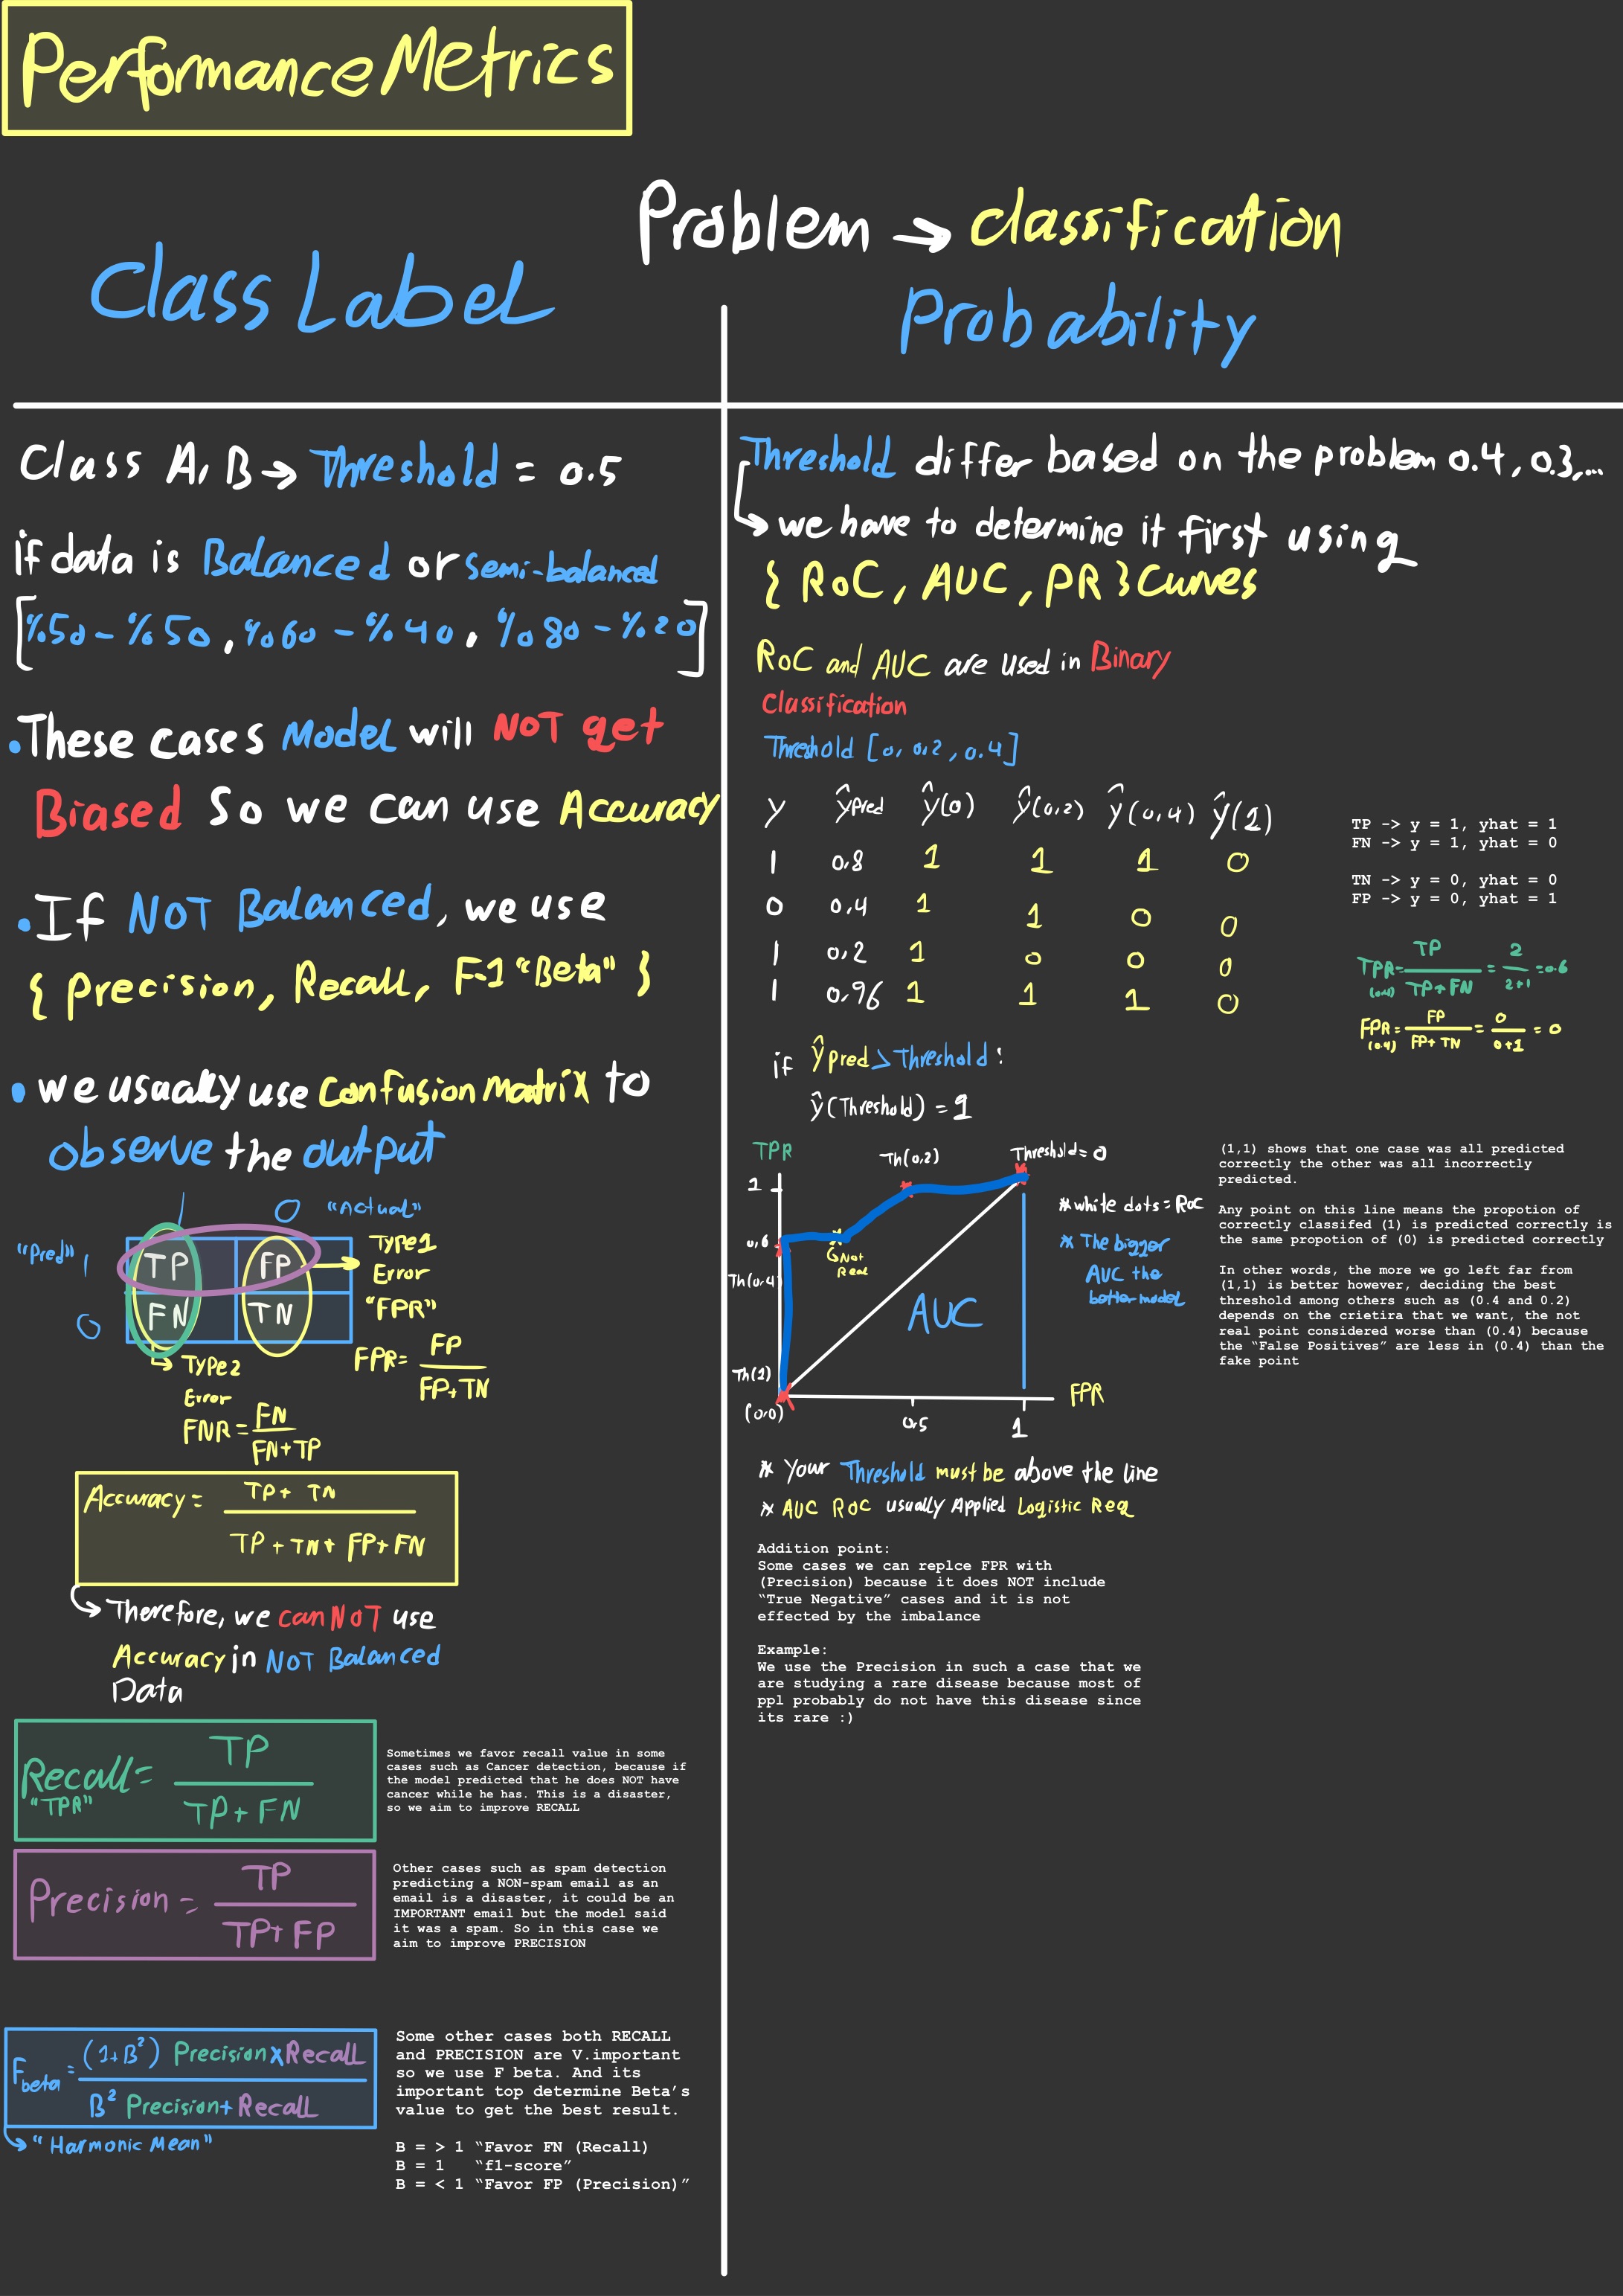 Performance Metrics
Problem → classification
Class Label
Probability
Class A, B → Threshold = 0.5
if data is Balanced or semi-balanced
[%50-%50, %60-%40, %80-%20]
. These cases Model will NOT get
Biased So we can use Accuracy
. If NOT Balanced, we use
{ Precision, Recall, F-1 "Beta" }
• we usually use Confusion Matrix to
observe the output
1 0 "Actual"
"Pred" 1 TP FP
0 FN TN
Type 1
Error
"FPR"
FPR = FP / FP+TN
Type 2
Error
FNR = FN / FN+TP
Accuracy = TP + TN / TP + TN + FP + FN
Therefore, we can NOT use
Accuracy in NOT Balanced
Data
Recall = TP / TP + FN
"TPR"
Sometimes we favor recall value in some
cases such as Cancer detection, because if
the model predicted that he does NOT have
cancer while he has. This is a disaster,
so we aim to improve RECALL
Precision = TP / TP+FP
Other cases such as spam detection
predicting a NON-spam email as an
email is a disaster, it could be an
IMPORTANT email but the model said
it was a spam. So in this case we
aim to improve PRECISION
Fbeta = (1+B²) Precision x Recall / B² Precision + Recall
→ "Harmonic Mean"
Some other cases both RECALL
and PRECISION are V.important
so we use F beta. And its
important top determine Beta's
value to get the best result.
B = > 1 "Favor FN (Recall)
B = 1 "f1-score"
B = < 1 "Favor FP (Precision)"
Threshold differ based on the problem 0.4, 0.3,...
→ we have to determine it first using
{ RoC, AUC, PR } Curves
RoC and AUC are used in Binary
Classification
Threshold [0, 0.2, 0.4]
y ŷPred ŷ(0) ŷ(0,2) ŷ(0,4) ŷ(1)
1 0,8 1 1 1 0
0 0,4 1 1 0 0
1 0,2 1 0 0 0
1 0,96 1 1 1 0
if ŷpred > Threshold :
ŷ(Threshold) = 1
TP -> y = 1, yhat = 1
FN -> y = 1, yhat = 0
TN -> y = 0, yhat = 0
FP -> y = 0, yhat = 1
TPR (0.4) = TP / TP+FN = 2 / 2+1 = 0.6
FPR (0.4) = FP / FP+TN = 0 / 0+1 = 0
TPR
Th(0,2)
Threshold = 0
1
* white dots = RoC
0,6
Not
Real
* The bigger
AUC the
better model
Th(0,4)
AUC
Th(1)
(0,0)
0,5
1
FPR
(1,1) shows that one case was all predicted
correctly the other was all incorrectly
predicted.
Any point on this line means the propotion of
correctly classifed (1) is predicted correctly is
the same propotion of (0) is predicted correctly
In other words, the more we go left far from
(1,1) is better however, deciding the best
threshold among others such as (0.4 and 0.2)
depends on the crietira that we want, the not
real point considered worse than (0.4) because
the "False Positives" are less in (0.4) than the
fake point
* Your Threshold must be above the line
* AUC RoC usually Applied Logistic Reg
Addition point:
Some cases we can replce FPR with
(Precision) because it does NOT include
"True Negative" cases and it is not
effected by the imbalance
Example:
We use the Precision in such a case that we
are studying a rare disease because most of
ppl probably do not have this disease since
its rare :)